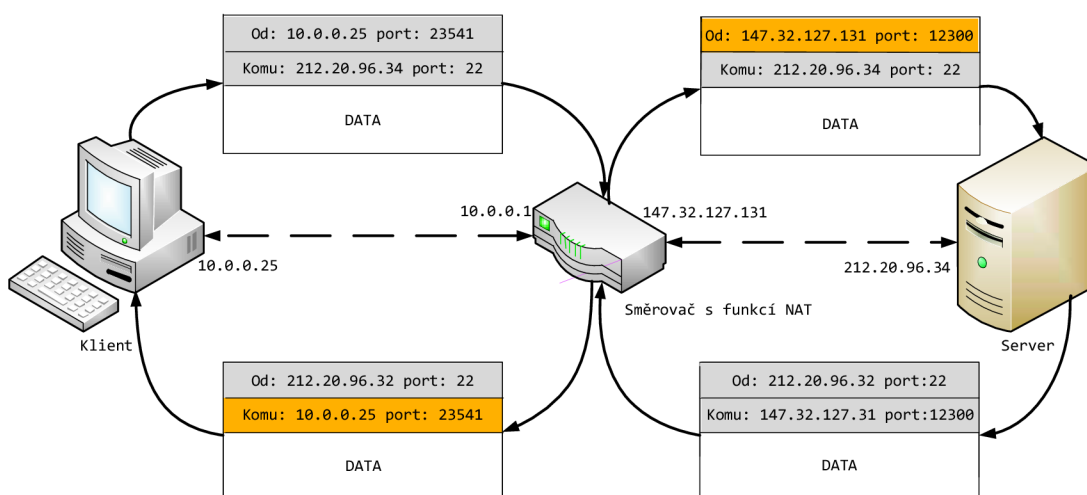 Od: 10.0.0.25 port: 23541
Komu: 212.20.96.34 port: 22
DATA
Od: 147.32.127.131 port: 12300
Komu: 212.20.96.34 port: 22
DATA
10.0.0.1
147.32.127.131
10.0.0.25
212.20.96.34
Směrovač s funkcí NAT
Klient
Server
Od: 212.20.96.32 port: 22
Komu: 10.0.0.25 port: 23541
DATA
Od: 212.20.96.32 port:22
Komu: 147.32.127.31 port:12300
DATA